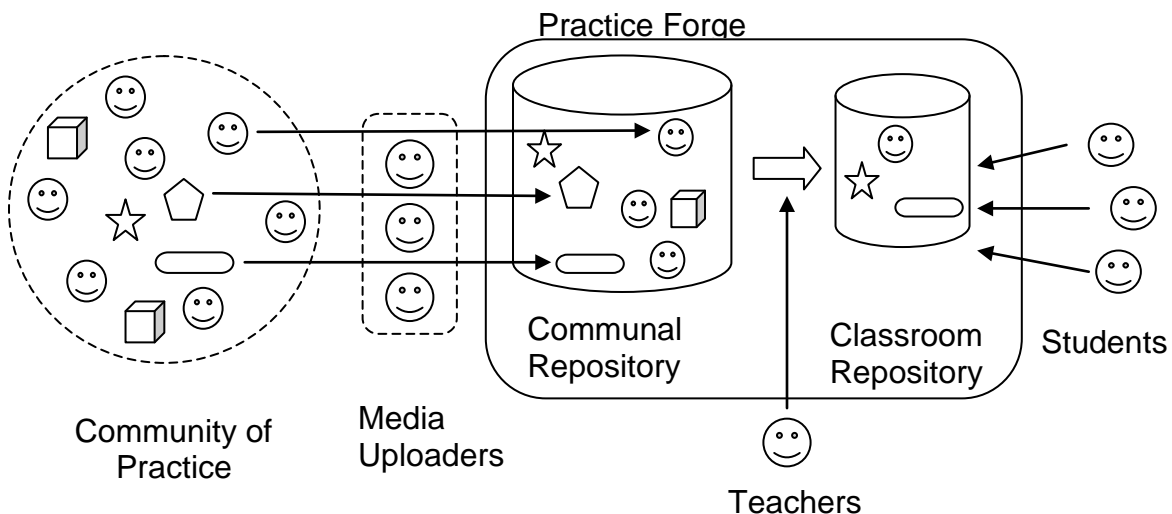 Practice Forge
Communal
Repository
Classroom
Repository
Students
Community of
Practice
Media
Uploaders
Teachers